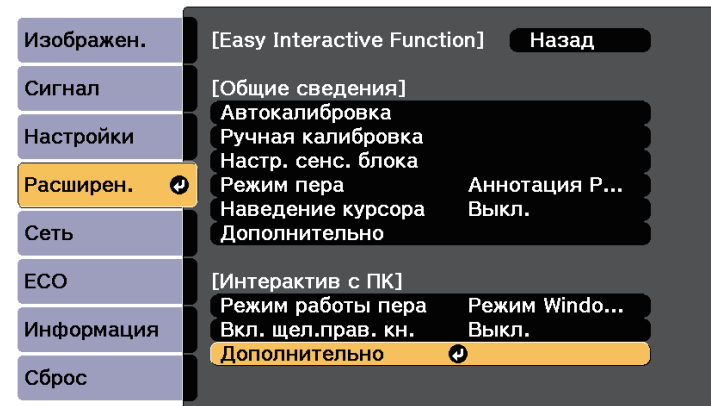 Изображен.
Сигнал
Настройки
Расширен.
Сеть
ECO
Информация
Сброс
[Easy Interactive Function] Назад
[Общие сведения]
Автокалибровка
Ручная калибровка
Настр. сенс. блока
Режим пера Аннотация P...
Наведение курсора Выкл.
Дополнительно
[Интерактив с ПК]
Режим работы пера Режим Windo...
Вкл. щел.прав. кн. Выкл.
Дополнительно